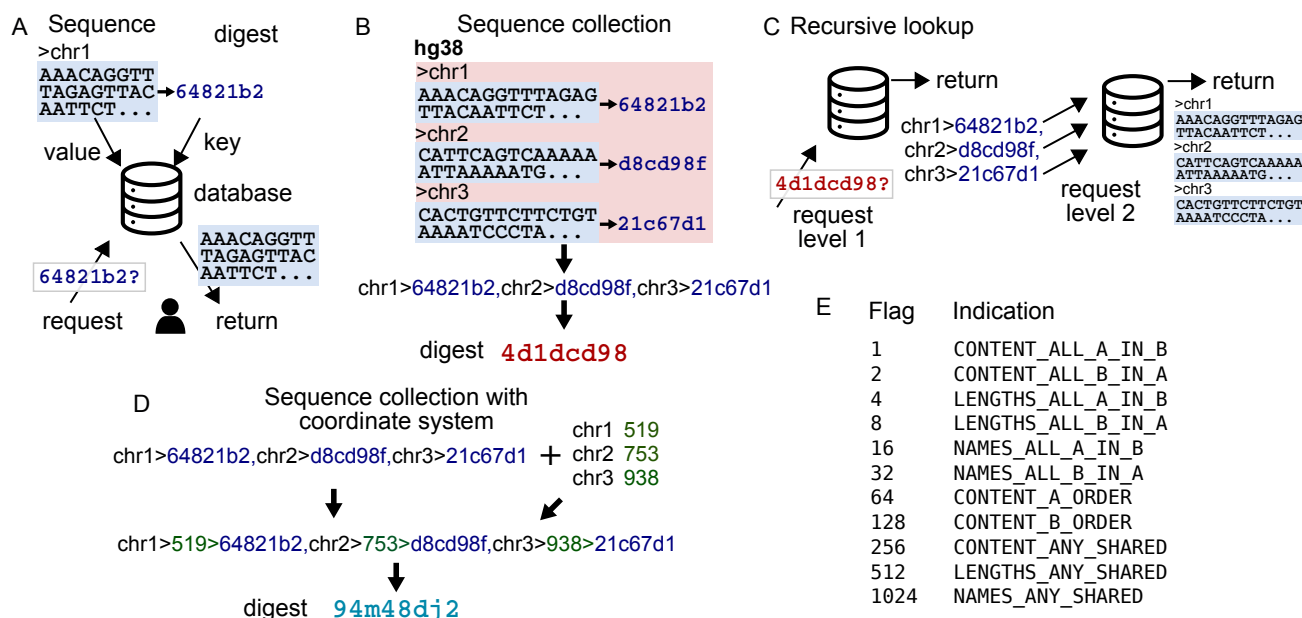 A
Sequence
digest
>chr1
AAACAGGTT
TAGAGTTAC
AATTCT...
64821b2
value
key
database
64821b2?
AAACAGGTT
TAGAGTTAC
AATTCT...
request
return
B
Sequence collection
hg38
>chr1
AAACAGGTTTAGAG
TTACAATTCT...
64821b2
>chr2
CATTCAGTCAAAAA
ATTAAAAATG...
d8cd98f
>chr3
CACTGTTCTTCTGT
AAAATCCCTA...
21c67d1
chr1>64821b2,chr2>d8cd98f,chr3>21c67d1
digest 4d1dcd98
C Recursive lookup
return
4d1dcd98?
request
level 1
chr1>64821b2,
chr2>d8cd98f,
chr3>21c67d1
request
level 2
return
>chr1
AAACAGGTTTAGAG
TTACAATTCT...
>chr2
CATTCAGTCAAAAA
ATTAAAAATG...
>chr3
CACTGTTCTTCTGT
AAAATCCCTA...
D
Sequence collection with
coordinate system
chr1>64821b2,chr2>d8cd98f,chr3>21c67d1 +
chr1 519
chr2 753
chr3 938
chr1>519>64821b2,chr2>753>d8cd98f,chr3>938>21c67d1
digest 94m48dj2
E Flag Indication
1 CONTENT_ALL_A_IN_B
2 CONTENT_ALL_B_IN_A
4 LENGTHS_ALL_A_IN_B
8 LENGTHS_ALL_B_IN_A
16 NAMES_ALL_A_IN_B
32 NAMES_ALL_B_IN_A
64 CONTENT_A_ORDER
128 CONTENT_B_ORDER
256 CONTENT_ANY_SHARED
512 LENGTHS_ANY_SHARED
1024 NAMES_ANY_SHARED